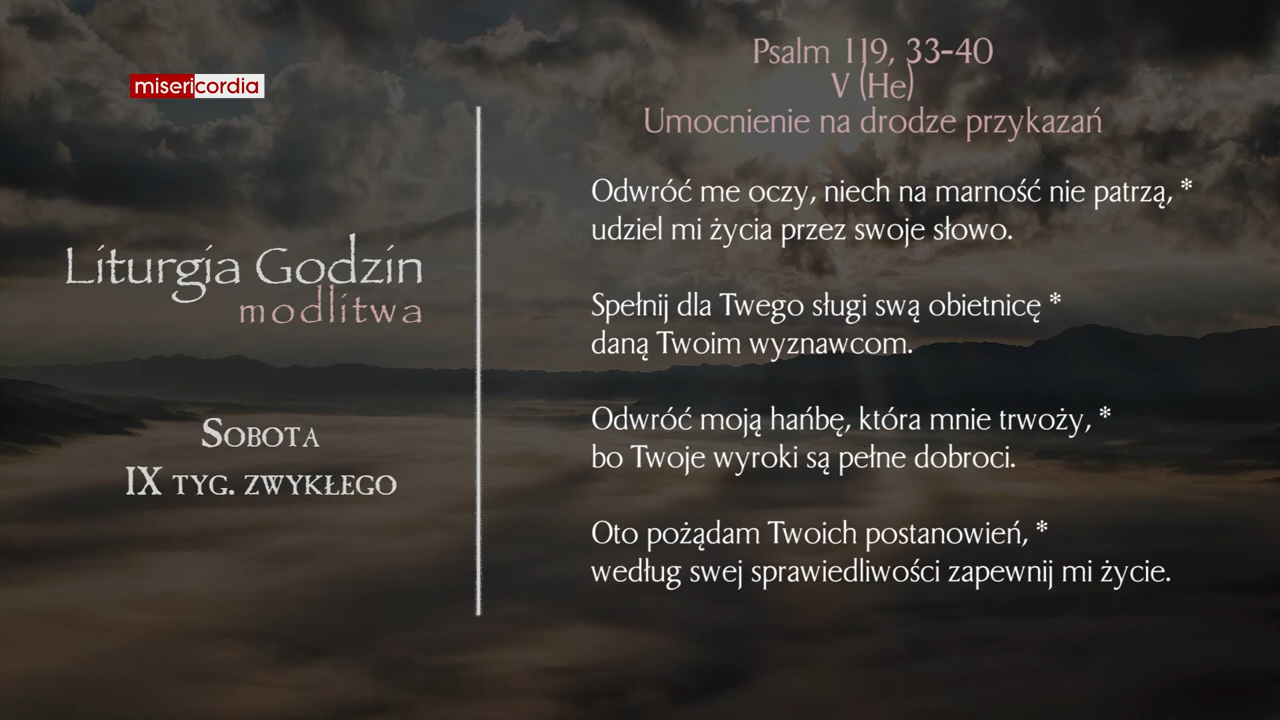 misericordia
Liturgia Godzin
modlitwa
Sobota
IX tyg. zwykłego
Psalm 119, 33-40
V (He)
Umocnienie na drodze przykazań
Odwróć me oczy, niech na marność nie patrzą, *
udziel mi życia przez swoje słowo.
Spełnij dla Twego sługi swą obietnicę *
daną Twoim wyznawcom.
Odwróć moją hańbę, która mnie trwoży, *
bo Twoje wyroki są pełne dobroci.
Oto pożądam Twoich postanowień, *
według swej sprawiedliwości zapewnij mi życie.